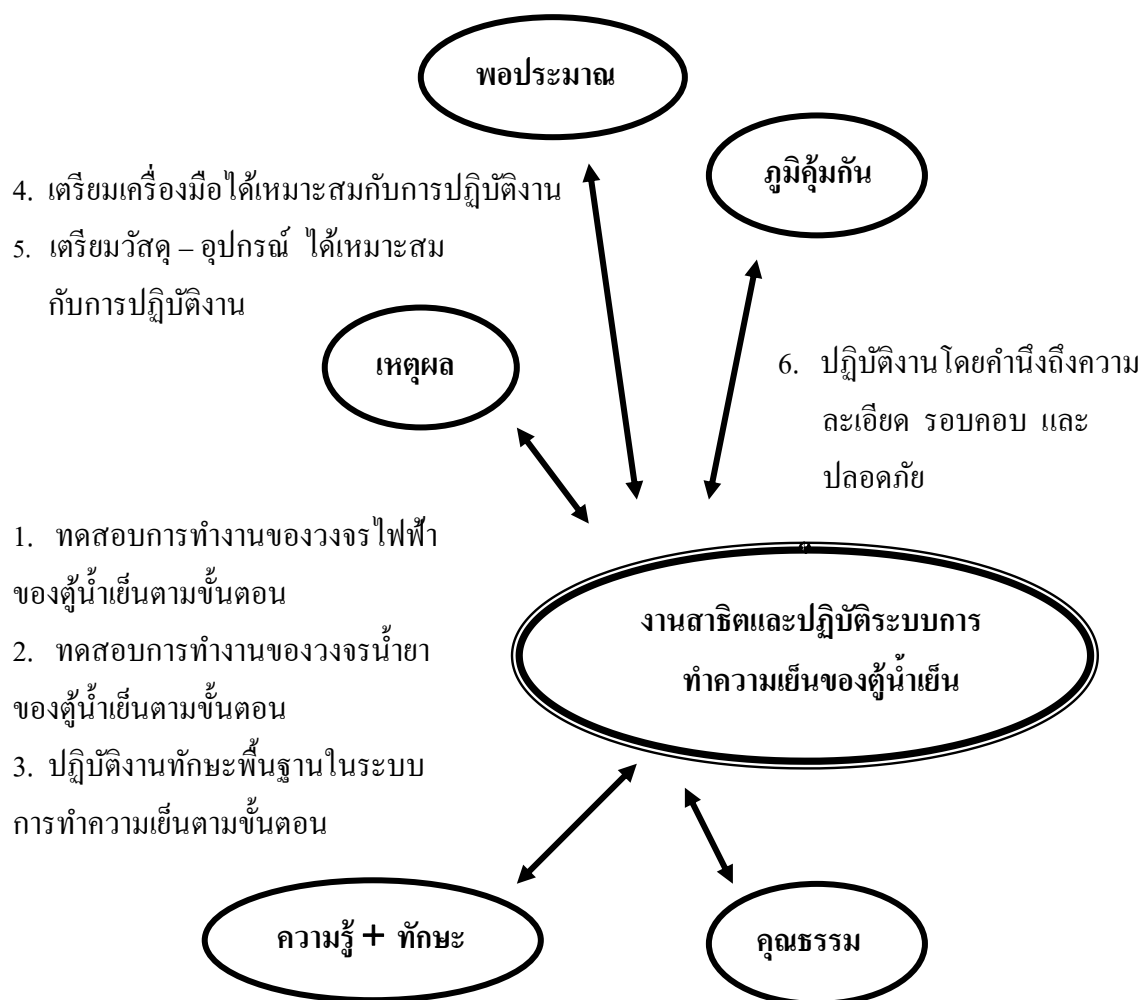 พอประมาณ
ภูมิคุ้มกัน
4. เตรียมเครื่องมือได้เหมาะสมกับการปฏิบัติงาน
5. เตรียมวัสดุ – อุปกรณ์ ได้เหมาะสม
กับการปฏิบัติงาน
เหตุผล
6. ปฏิบัติงานโดยคำนึงถึงความ
ละเอียด รอบคอบ และ
ปลอดภัย
1. ทดสอบการทำงานของวงจรไฟฟ้า
ของตู้น้ำเย็นตามขั้นตอน
2. ทดสอบการทำงานของวงจรน้ำยา
ของตู้น้ำเย็นตามขั้นตอน
3. ปฏิบัติงานทักษะพื้นฐานในระบบ
การทำความเย็นตามขั้นตอน
งานสาธิตและปฏิบัติระบบการ
ทำความเย็นของตู้น้ำเย็น
ความรู้ + ทักษะ
คุณธรรม